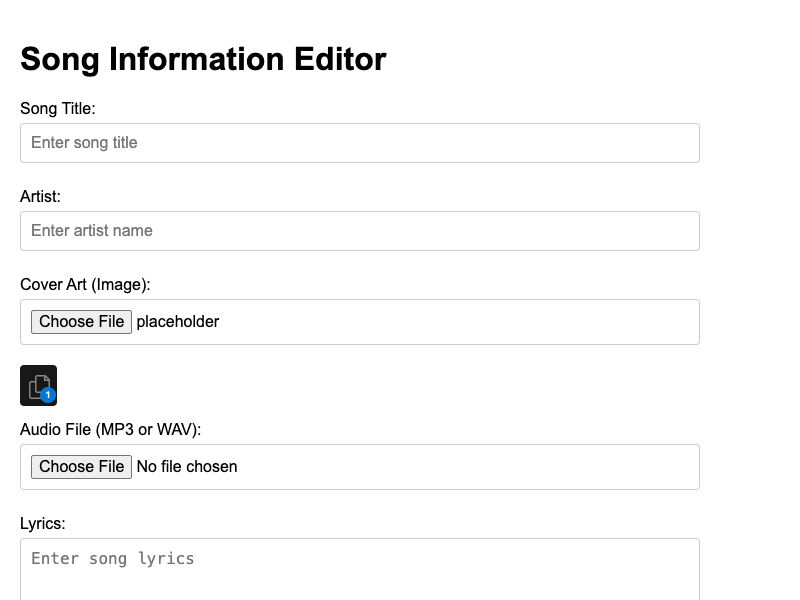 Song Information Editor
Song Title:
Enter song title
Artist:
Enter artist name
Cover Art (Image):
Choose File placeholder
1
Audio File (MP3 or WAV):
Choose File No file chosen
Lyrics:
Enter song lyrics